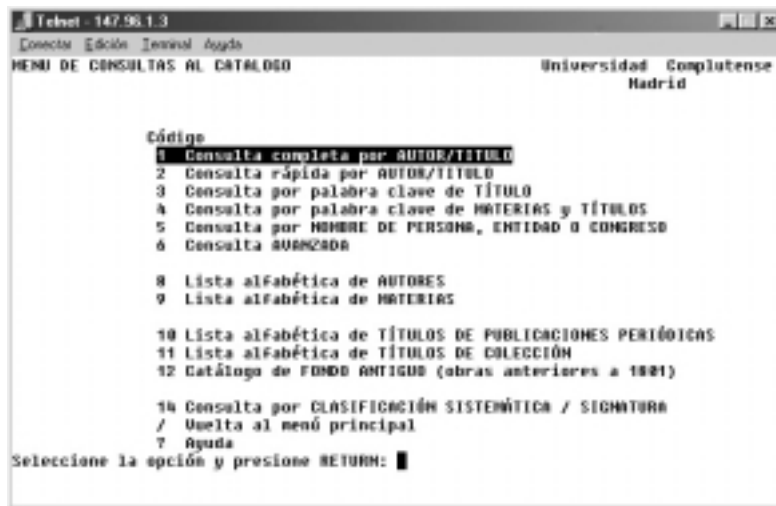 Telnet - 147.96.1.3
Conectar Edición Terminal Ayuda
MENU DE CONSULTAS AL CATALOGO Universidad Complutense
Madrid
Código
1 Consulta completa por AUTOR/TITULO
2 Consulta rápida por AUTOR/TITULO
3 Consulta por palabra clave de TÍTULO
4 Consulta por palabra clave de MATERIAS y TÍTULOS
5 Consulta por NOMBRE DE PERSONA, ENTIDAD O CONGRESO
6 Consulta AVANZADA
8 Lista alfabética de AUTORES
9 Lista alfabética de MATERIAS
10 Lista alfabética de TÍTULOS DE PUBLICACIONES PERIÓDICAS
11 Lista alfabética de TÍTULOS DE COLECCIÓN
12 Catálogo de FONDO ANTIGUO (obras anteriores a 1801)
14 Consulta por CLASIFICACIÓN SISTEMÁTICA / SIGNATURA
/ Vuelta al menú principal
? Ayuda
Seleccione la opción y presione RETURN: